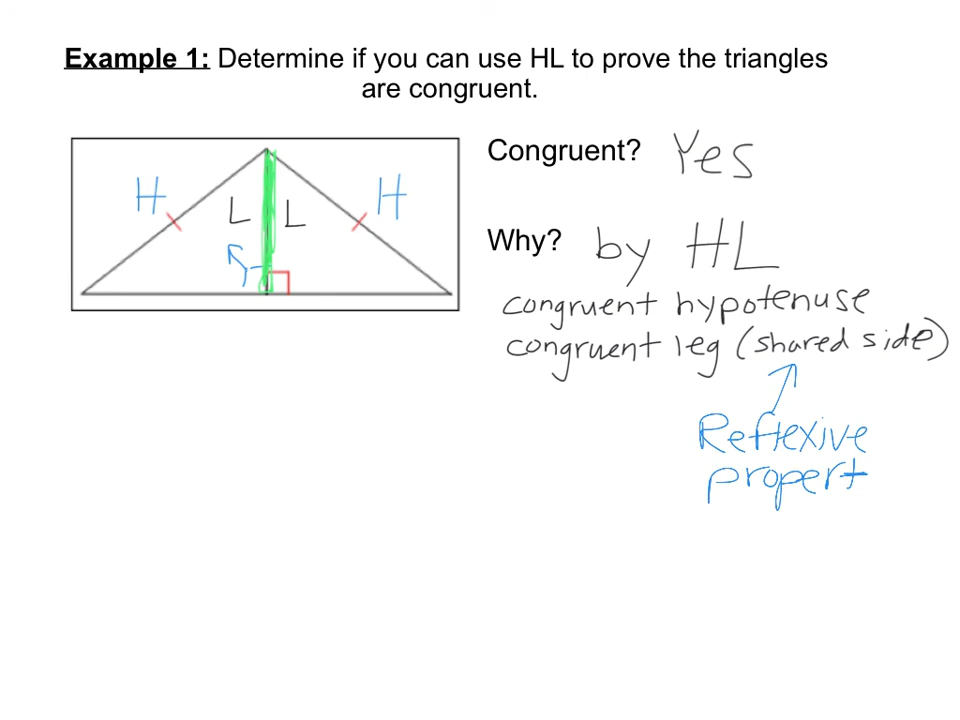 Example 1: Determine if you can use HL to prove the triangles
are congruent.
H L L H
Congruent? Yes
Why? by HL
congruent hypotenuse
congruent leg (shared side)
Reflexive
propert